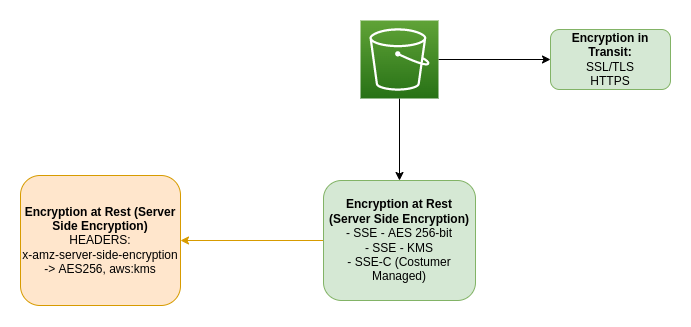 Encryption in
Transit:
SSL/TLS
HTTPS
Encryption at Rest
(Server Side Encryption)
- SSE - AES 256-bit
- SSE - KMS
- SSE-C (Costumer
Managed)
Encryption at Rest (Server
Side Encryption)
HEADERS:
x-amz-server-side-encryption
-> AES256, aws:kms